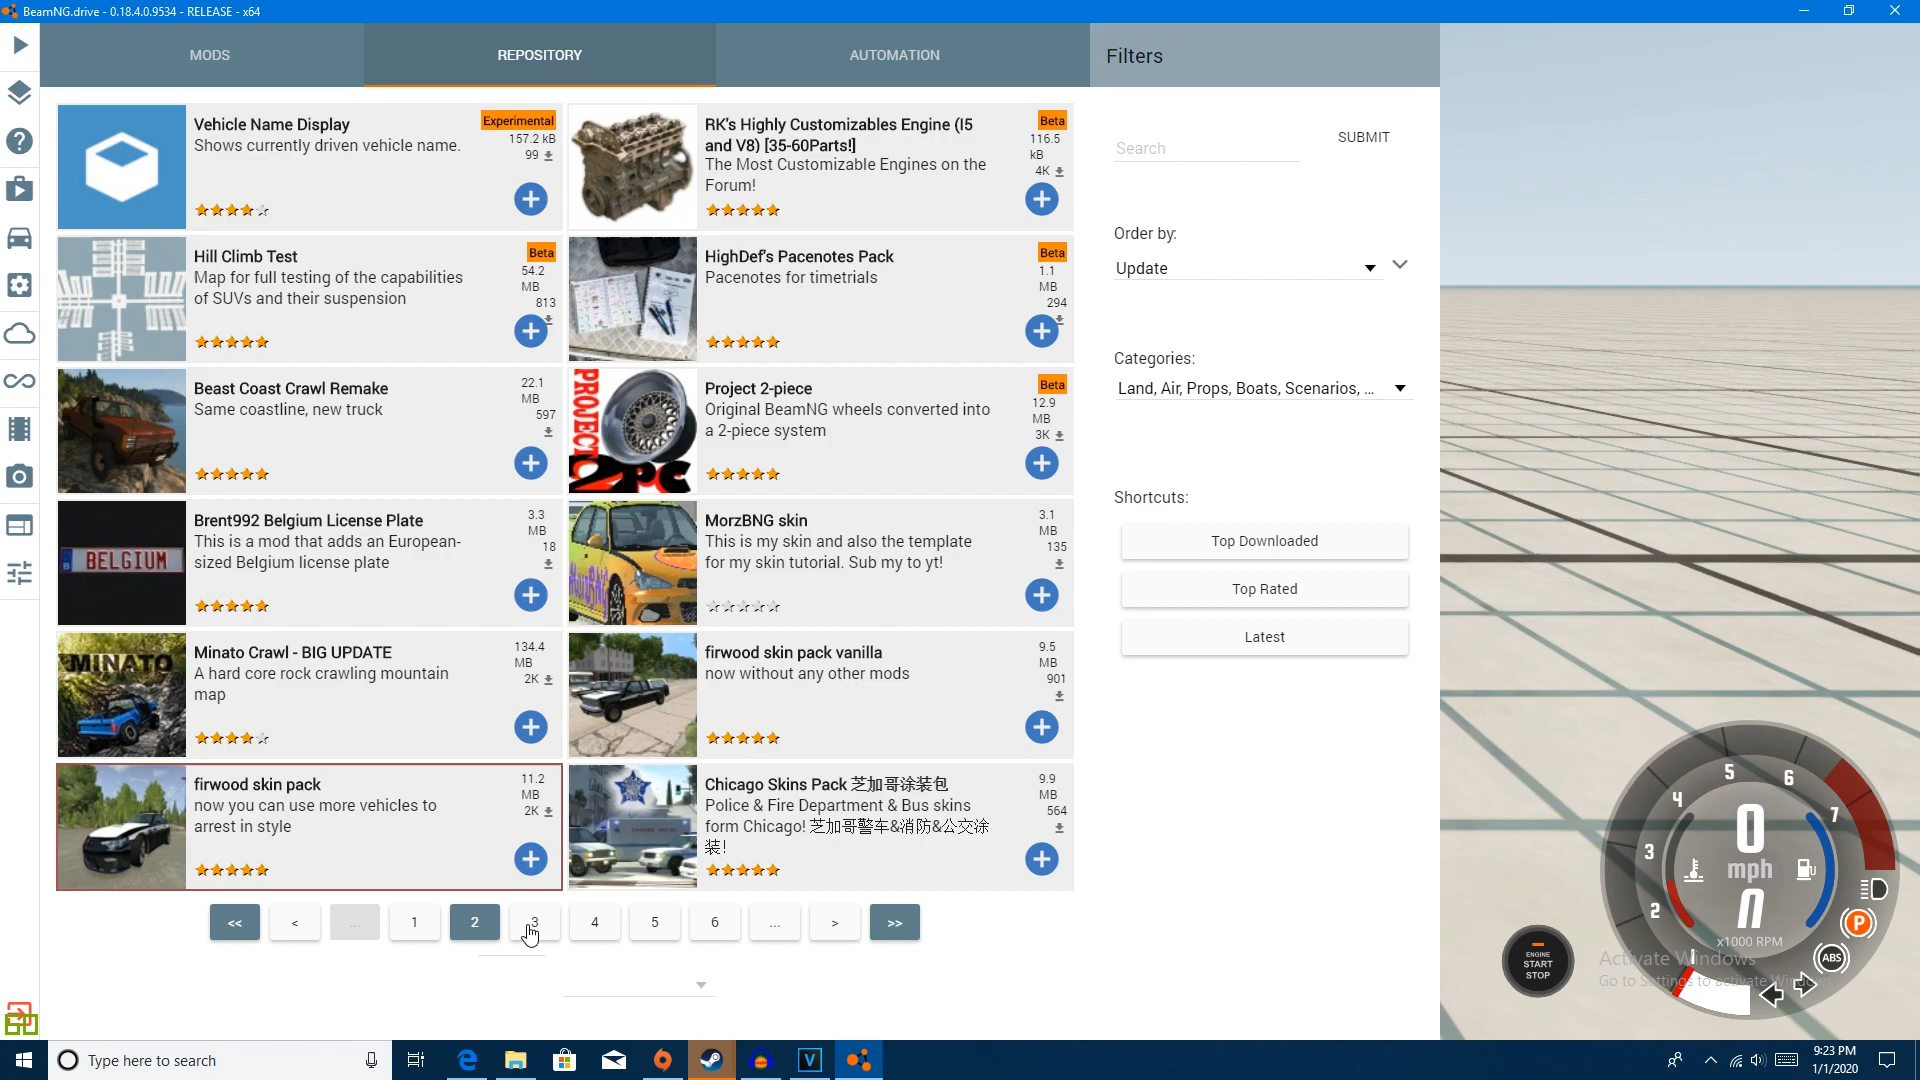 BeamNG.drive - 0.18.4.0.9534 - RELEASE - x64
MODS
REPOSITORY
AUTOMATION
Filters
Vehicle Name Display
Shows currently driven vehicle name.
Experimental
157.2 kB
99
RK's Highly Customizables Engine (I5
and V8) [35-60Parts!]
The Most Customizable Engines on the
Forum!
Beta
116.5
kB
4K
Hill Climb Test
Map for full testing of the capabilities
of SUVs and their suspension
Beta
54.2
MB
813
HighDef's Pacenotes Pack
Pacenotes for timetrials
Beta
1.1
MB
294
Beast Coast Crawl Remake
Same coastline, new truck
22.1
MB
597
PROJECT
2PC
Project 2-piece
Original BeamNG wheels converted into
a 2-piece system
Beta
12.9
MB
3K
BELGIUM
Brent992 Belgium License Plate
This is a mod that adds an European-
sized Belgium license plate
3.3
MB
18
MorzBNG skin
This is my skin and also the template
for my skin tutorial. Sub my to yt!
3.1
MB
135
MINATO
Minato Crawl - BIG UPDATE
A hard core rock crawling mountain
map
134.4
MB
2K
firwood skin pack vanilla
now without any other mods
9.5
MB
901
firwood skin pack
now you can use more vehicles to
arrest in style
11.2
MB
2K
Chicago Skins Pack 芝加哥涂装包
Police & Fire Department & Bus skins
form Chicago! 芝加哥警车&消防&公交涂
装!
9.9
MB
564
<<
<
...
1
2
3
4
5
6
...
>
>>
Search
SUBMIT
Order by:
Update
Categories:
Land, Air, Props, Boats, Scenarios, ...
Shortcuts:
Top Downloaded
Top Rated
Latest
ENGINE
START
STOP
1
2
3
4
5
6
7
0
mph
n
x1000 RPM
P
ABS
Activate Windows
Go to Settings to activate Windows.
Type here to search
V
9:23 PM
1/1/2020